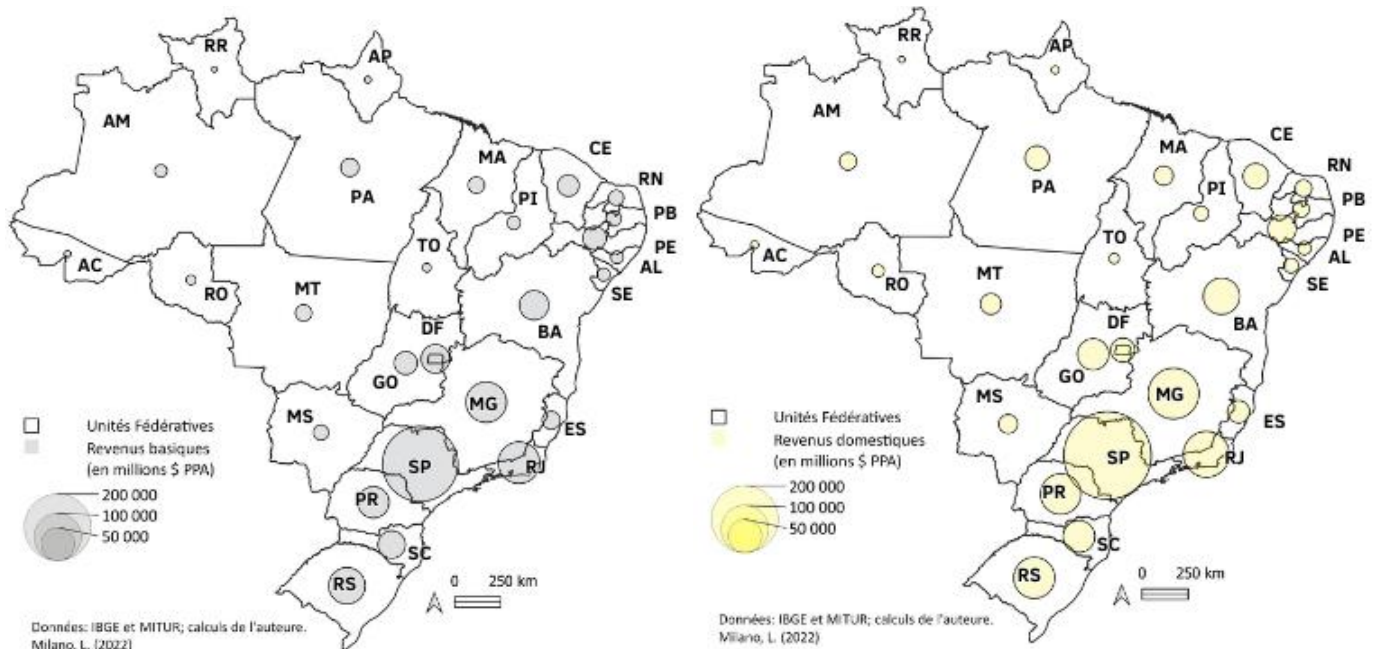 RR
AP
AM
PA
MA
CE
RN
PI
PB
TO
PE
AC
AL
RO
MT
SE
DF
BA
GO
MG
MS
ES
SP
RJ
PR
SC
RS
Unités Fédératives
Revenus basiques
(en millions $ PPA)
200 000
100 000
50 000
0 250 km
Données: IBGE et MITUR; calculs de l'auteure.
Milano, L. (2022)
RR
AP
AM
CE
MA
RN
PA
PI
PB
TO
PE
AC
AL
RO
MT
SE
DF
BA
GO
MG
MS
ES
SP
RJ
PR
SC
RS
Unités Fédératives
Revenus domestiques
(en millions $ PPA)
200 000
100 000
50 000
0 250 km
Données: IBGE et MITUR; calculs de l'auteure.
Milano, L. (2022)